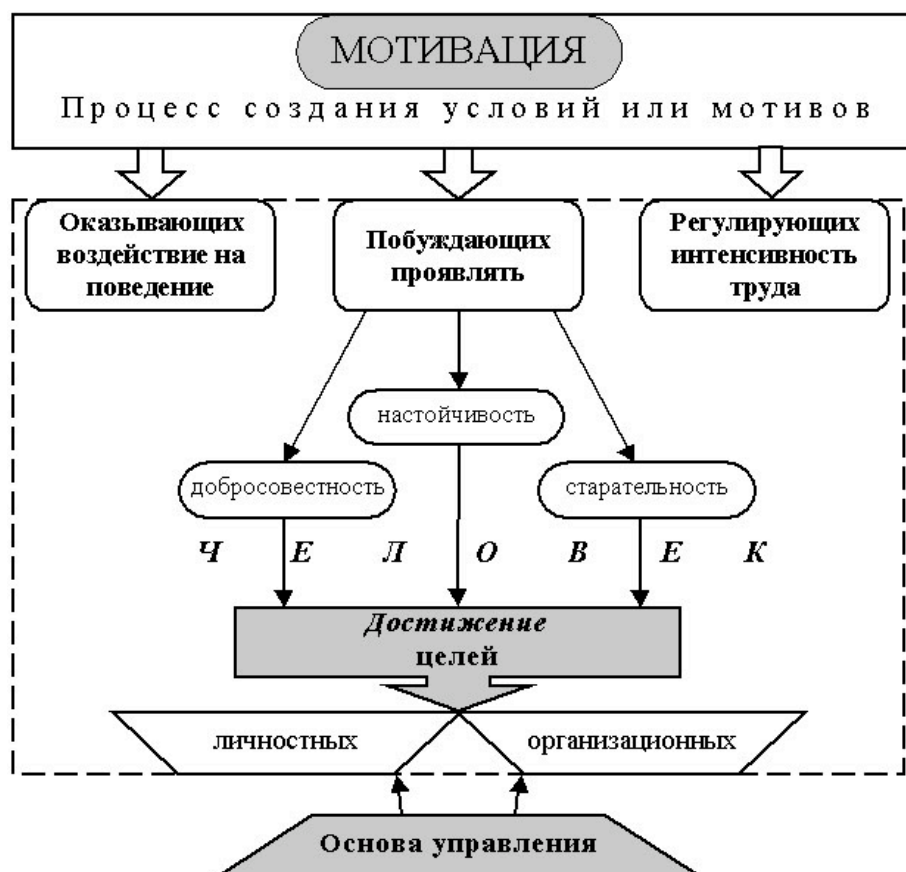 МОТИВАЦИЯ
Процесс создания условий или мотивов
Оказывающих
воздействие на
поведение
Побуждающих
проявлять
Регулирующих
интенсивность
труда
настойчивость
добросовестность
старательность
Ч Е Л О В Е К
Достижение
целей
личностных
организационных
Основа управления